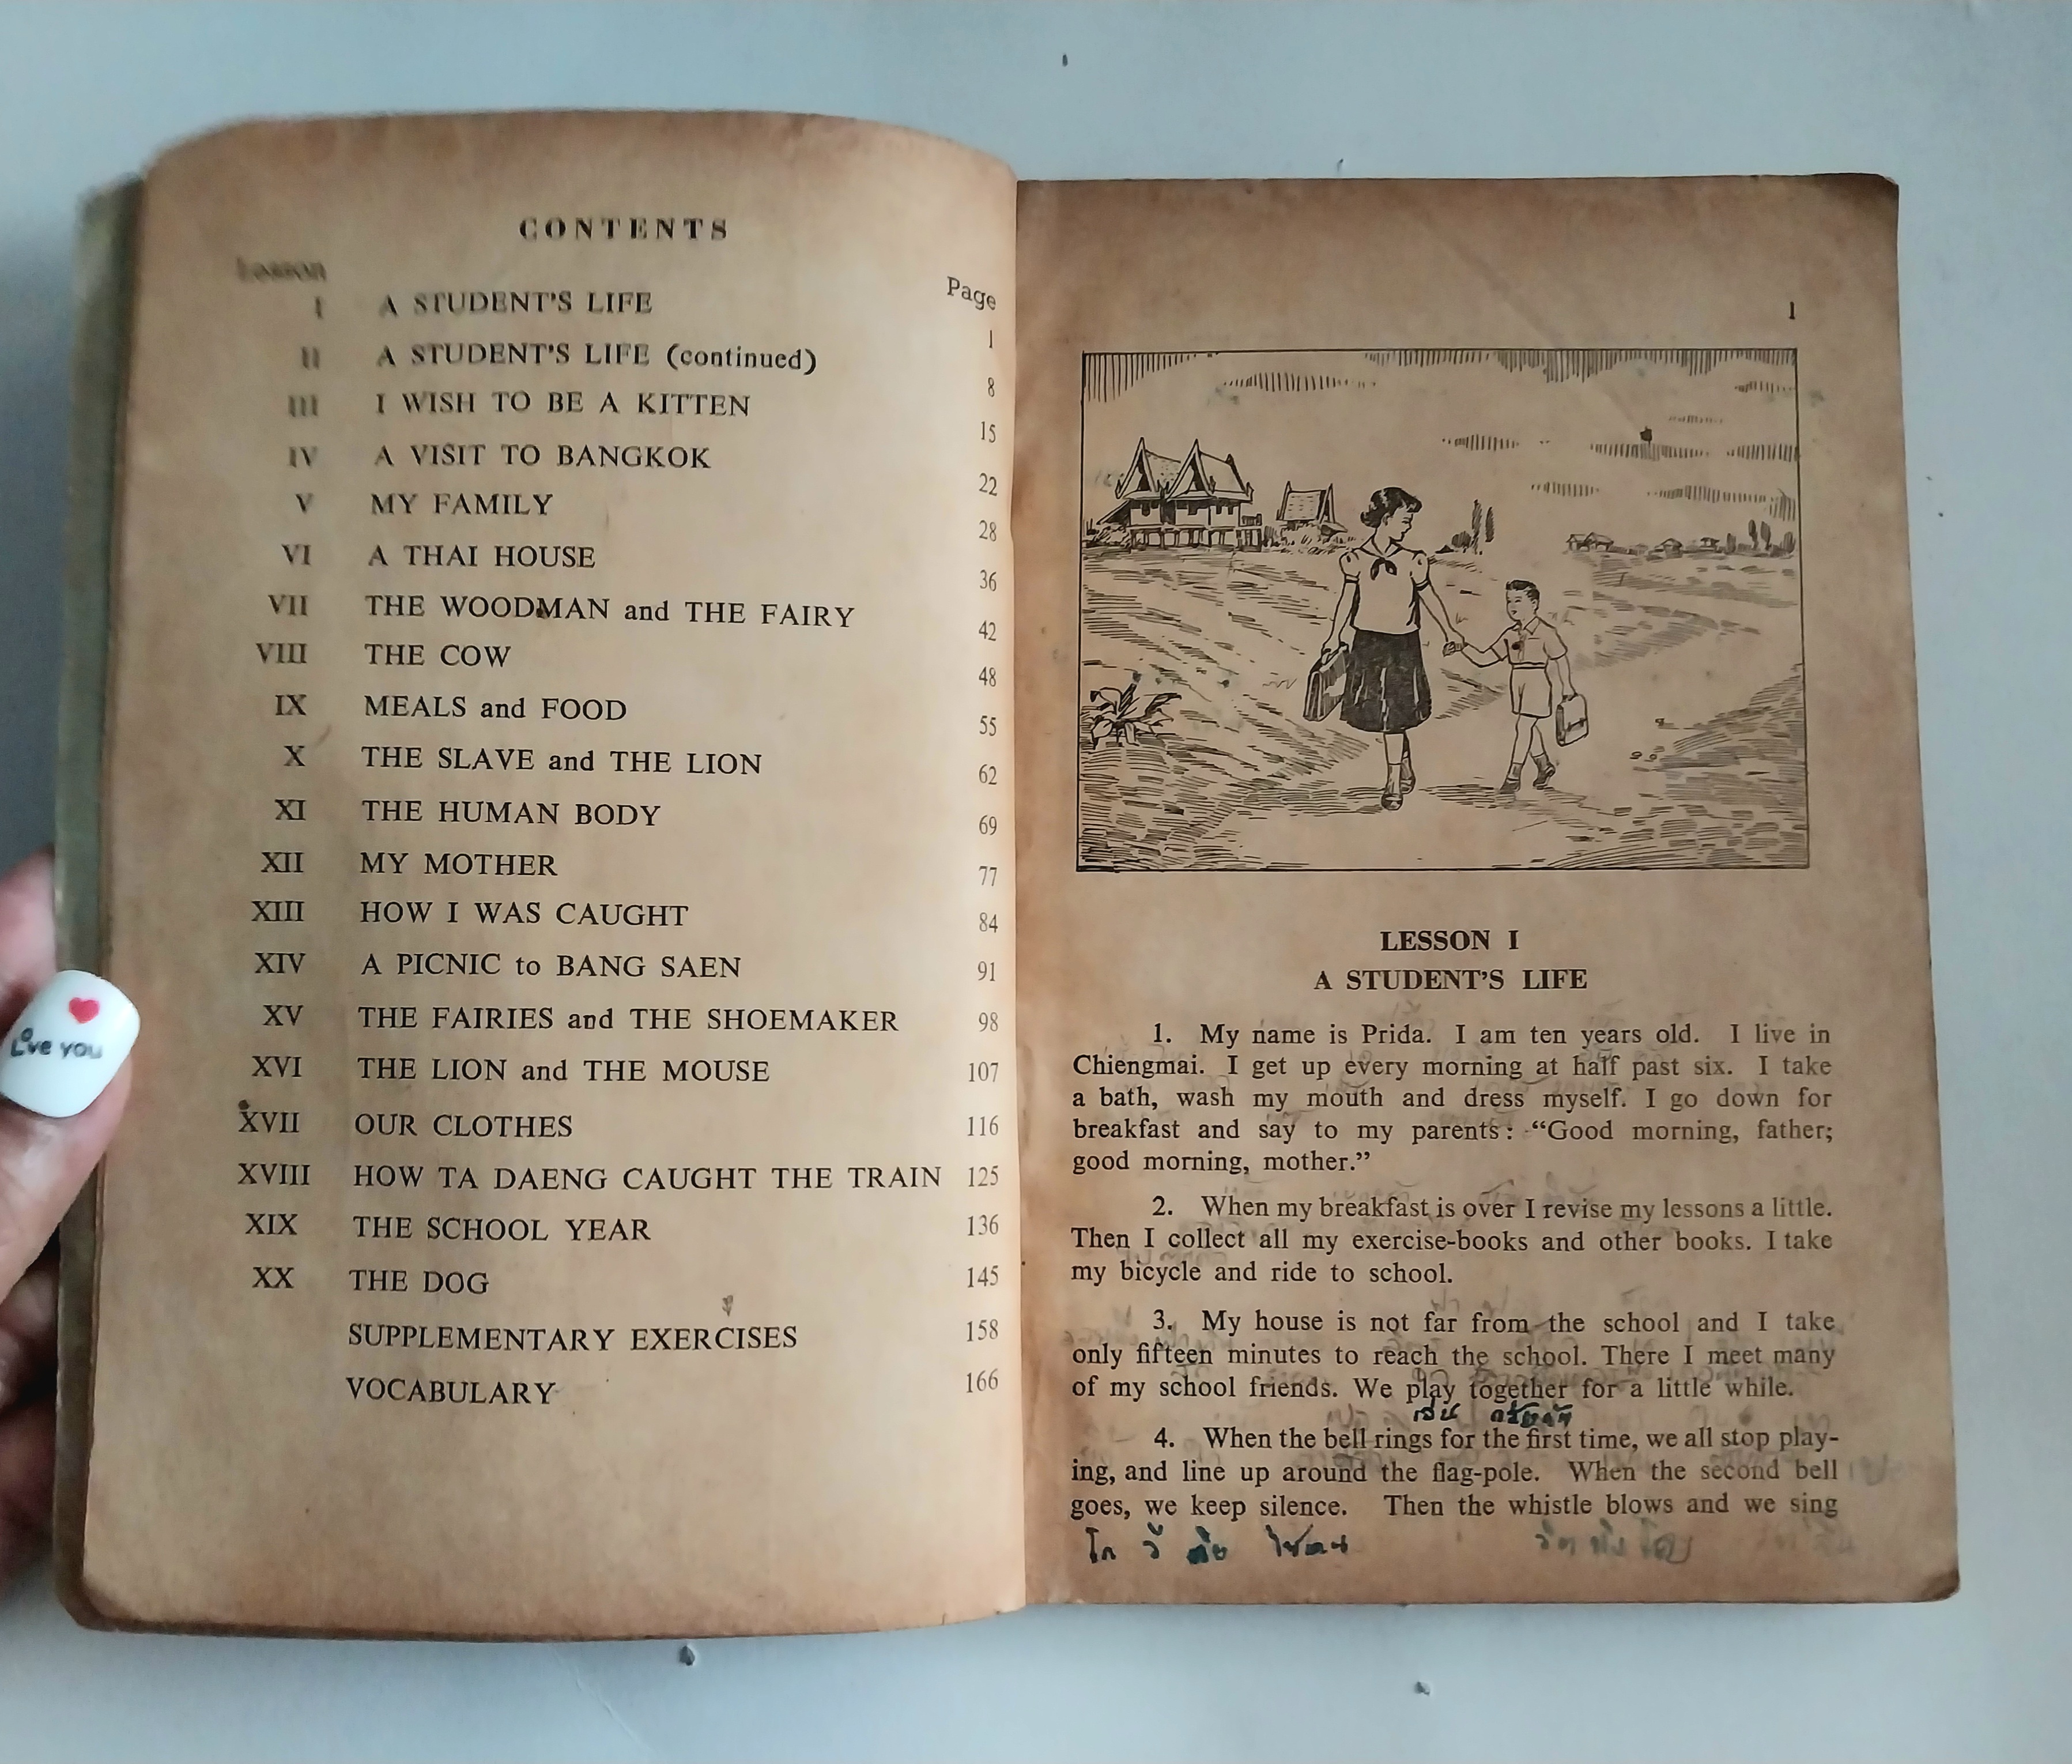 CONTENTS
Lesson
Page
I A STUDENT'S LIFE 1
II A STUDENT'S LIFE (continued) 8
III I WISH TO BE A KITTEN 15
IV A VISIT TO BANGKOK 22
V MY FAMILY 28
VI A THAI HOUSE 36
VII THE WOODMAN and THE FAIRY 42
VIII THE COW 48
IX MEALS and FOOD 55
X THE SLAVE and THE LION 62
XI THE HUMAN BODY 69
XII MY MOTHER 77
XIII HOW I WAS CAUGHT 84
XIV A PICNIC to BANG SAEN 91
XV THE FAIRIES and THE SHOEMAKER 98
XVI THE LION and THE MOUSE 107
XVII OUR CLOTHES 116
XVIII HOW TA DAENG CAUGHT THE TRAIN 125
XIX THE SCHOOL YEAR 136
XX THE DOG 145
SUPPLEMENTARY EXERCISES 158
VOCABULARY 166
Love you
1
LESSON I
A STUDENT'S LIFE
1. My name is Prida. I am ten years old. I live in
Chiengmai. I get up every morning at half past six. I take
a bath, wash my mouth and dress myself. I go down for
breakfast and say to my parents: “Good morning, father;
good morning, mother.”
2. When my breakfast is over I revise my lessons a little.
Then I collect all my exercise-books and other books. I take
my bicycle and ride to school.
3. My house is not far from the school and I take
only fifteen minutes to reach the school. There I meet many
of my school friends. We play together for a little while.
เล่น
4. When the bell rings for the first time, we all stop play-
ing, and line up around the flag-pole. When the second bell
goes, we keep silence. Then the whistle blows and we sing